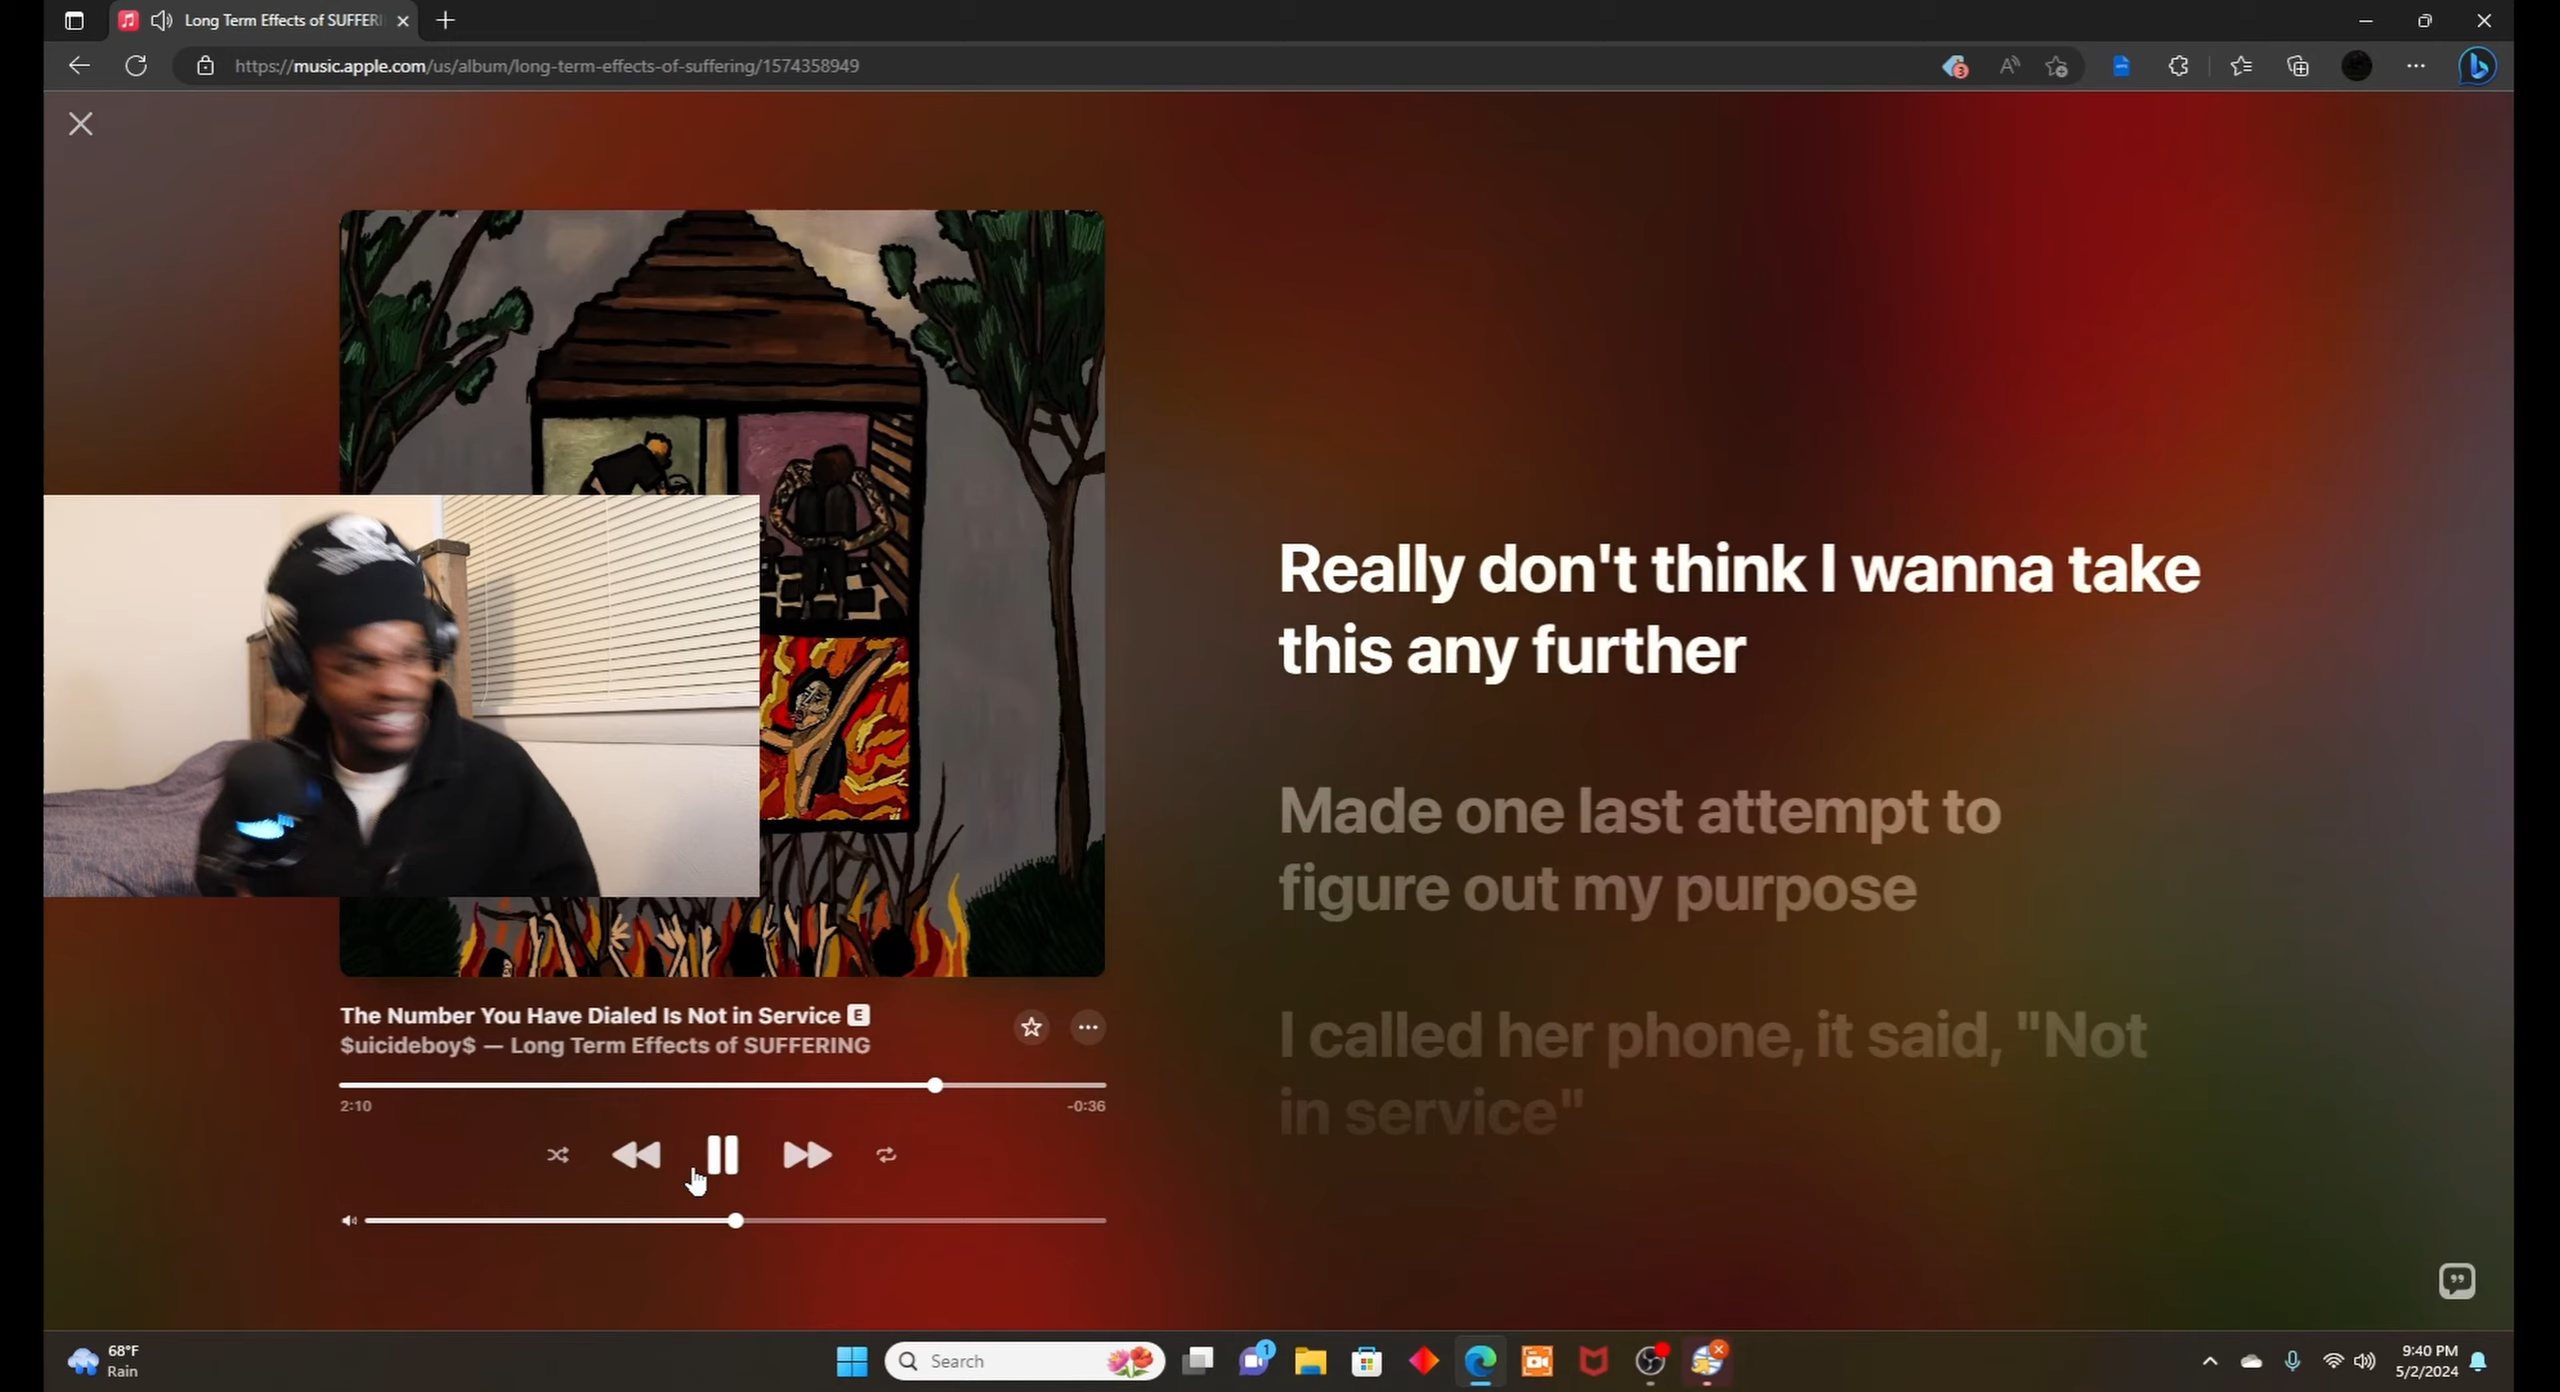 Long Term Effects of SUFFERI
https://music.apple.com/us/album/long-term-effects-of-suffering/1574358949
3
Really don't think I wanna take
this any further
Made one last attempt to
figure out my purpose
I called her phone, it said, "Not
in service"
The Number You Have Dialed Is Not in Service E
$uicideboy$ — Long Term Effects of SUFFERING
2:10
-0:36
68°F
Rain
Search
1
9:40 PM
5/2/2024